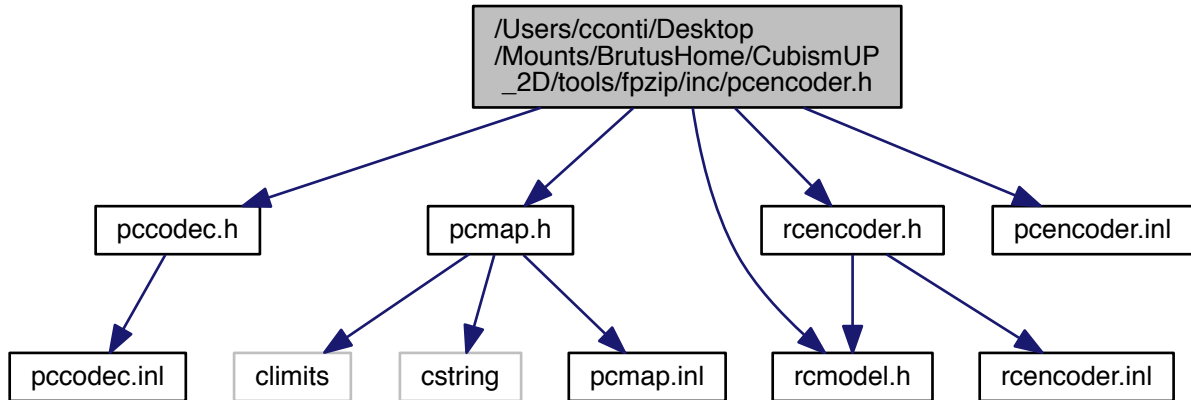 /Users/cconti/Desktop
/Mounts/BrutusHome/CubismUP
_2D/tools/fpzip/inc/pcencoder.h
pccodec.h
pcmap.h
rcencoder.h
pcencoder.inl
pccodec.inl
climits
cstring
pcmap.inl
rcmodel.h
rcencoder.inl